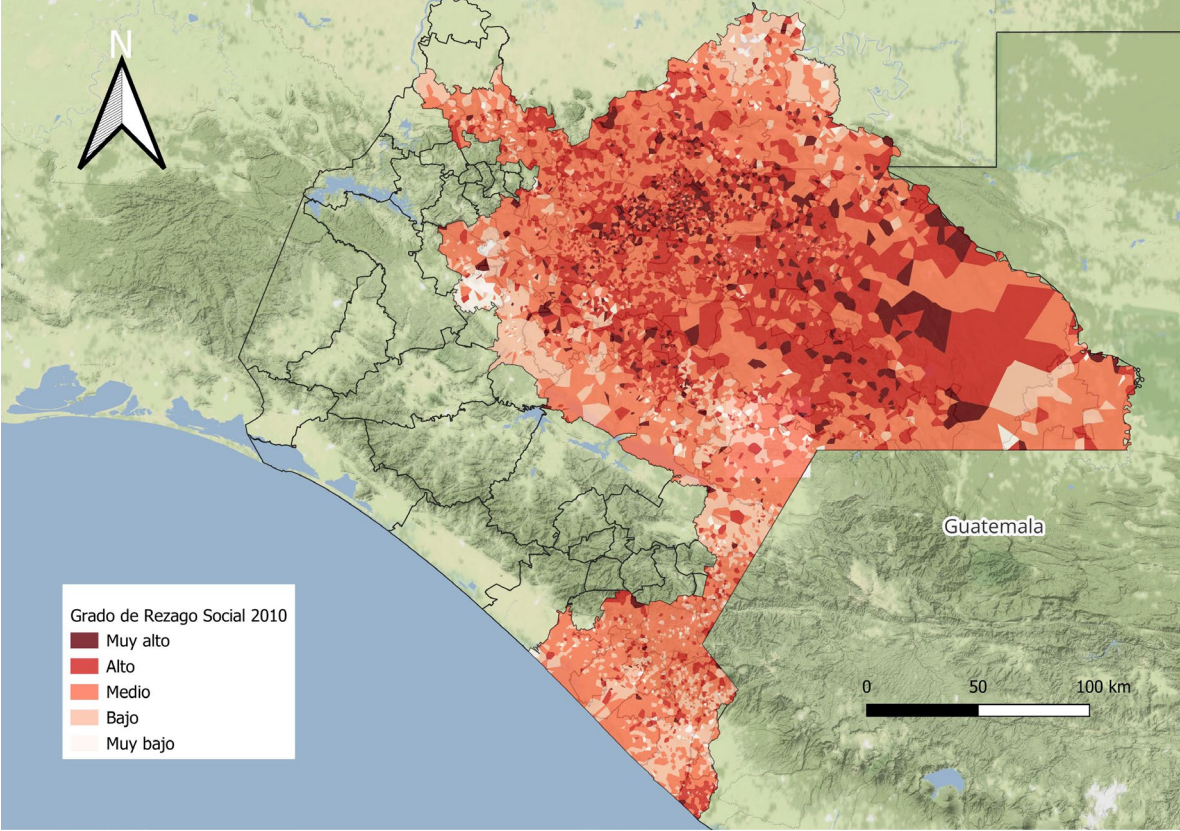 N
Guatemala
Grado de Rezago Social 2010
Muy alto
Alto
Medio
Bajo
Muy bajo
0 50 100 km